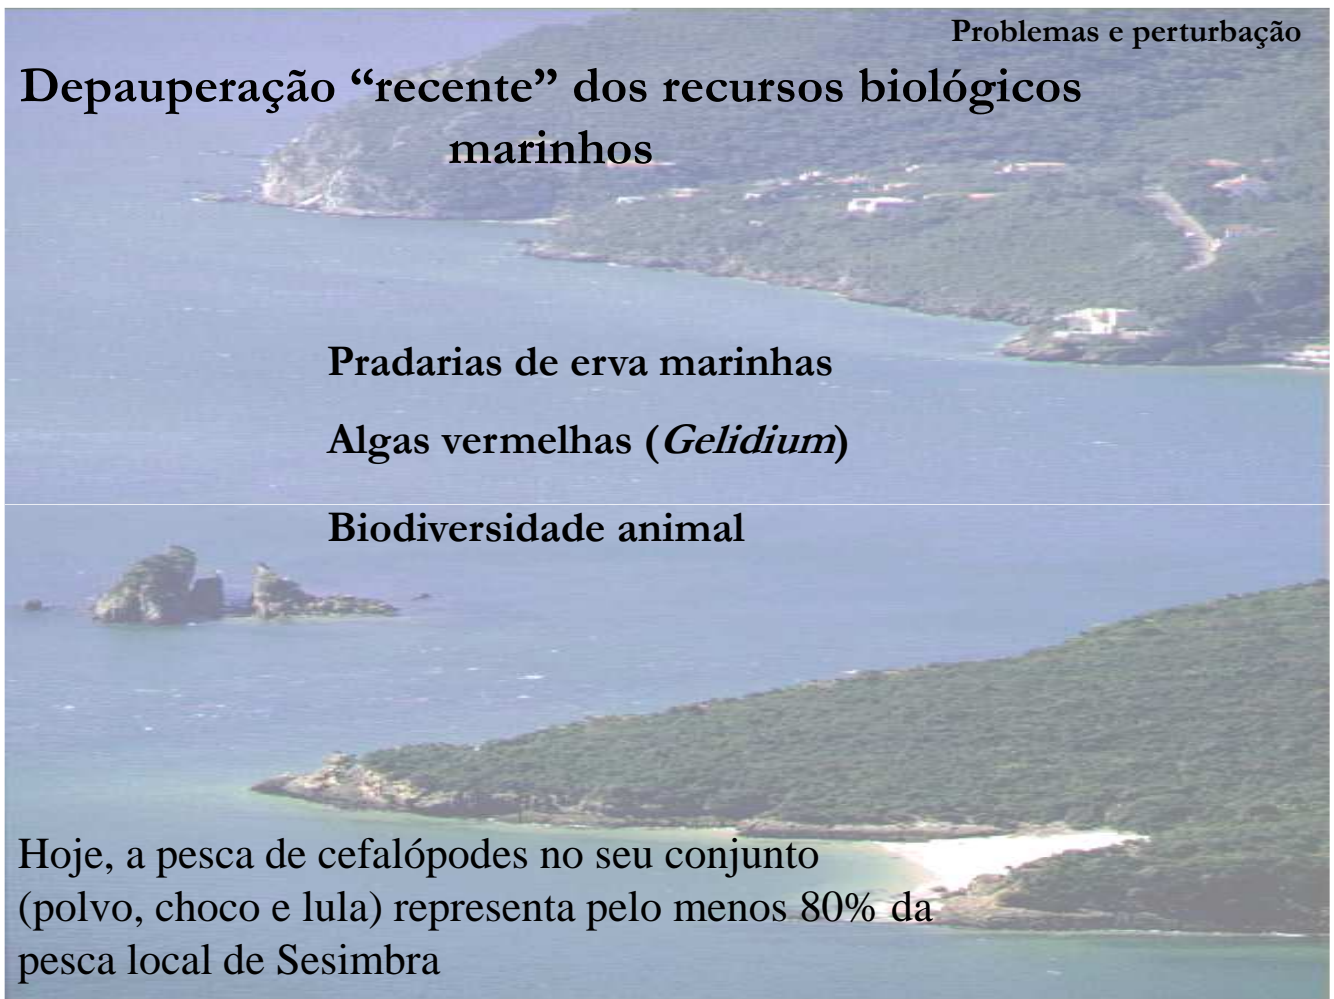 Problemas e perturbação
Depauperação “recente” dos recursos biológicos
marinhos
Pradarias de erva marinhas
Algas vermelhas (Gelidium)
Biodiversidade animal
Hoje, a pesca de cefalópodes no seu conjunto
(polvo, choco e lula) representa pelo menos 80% da
pesca local de Sesimbra